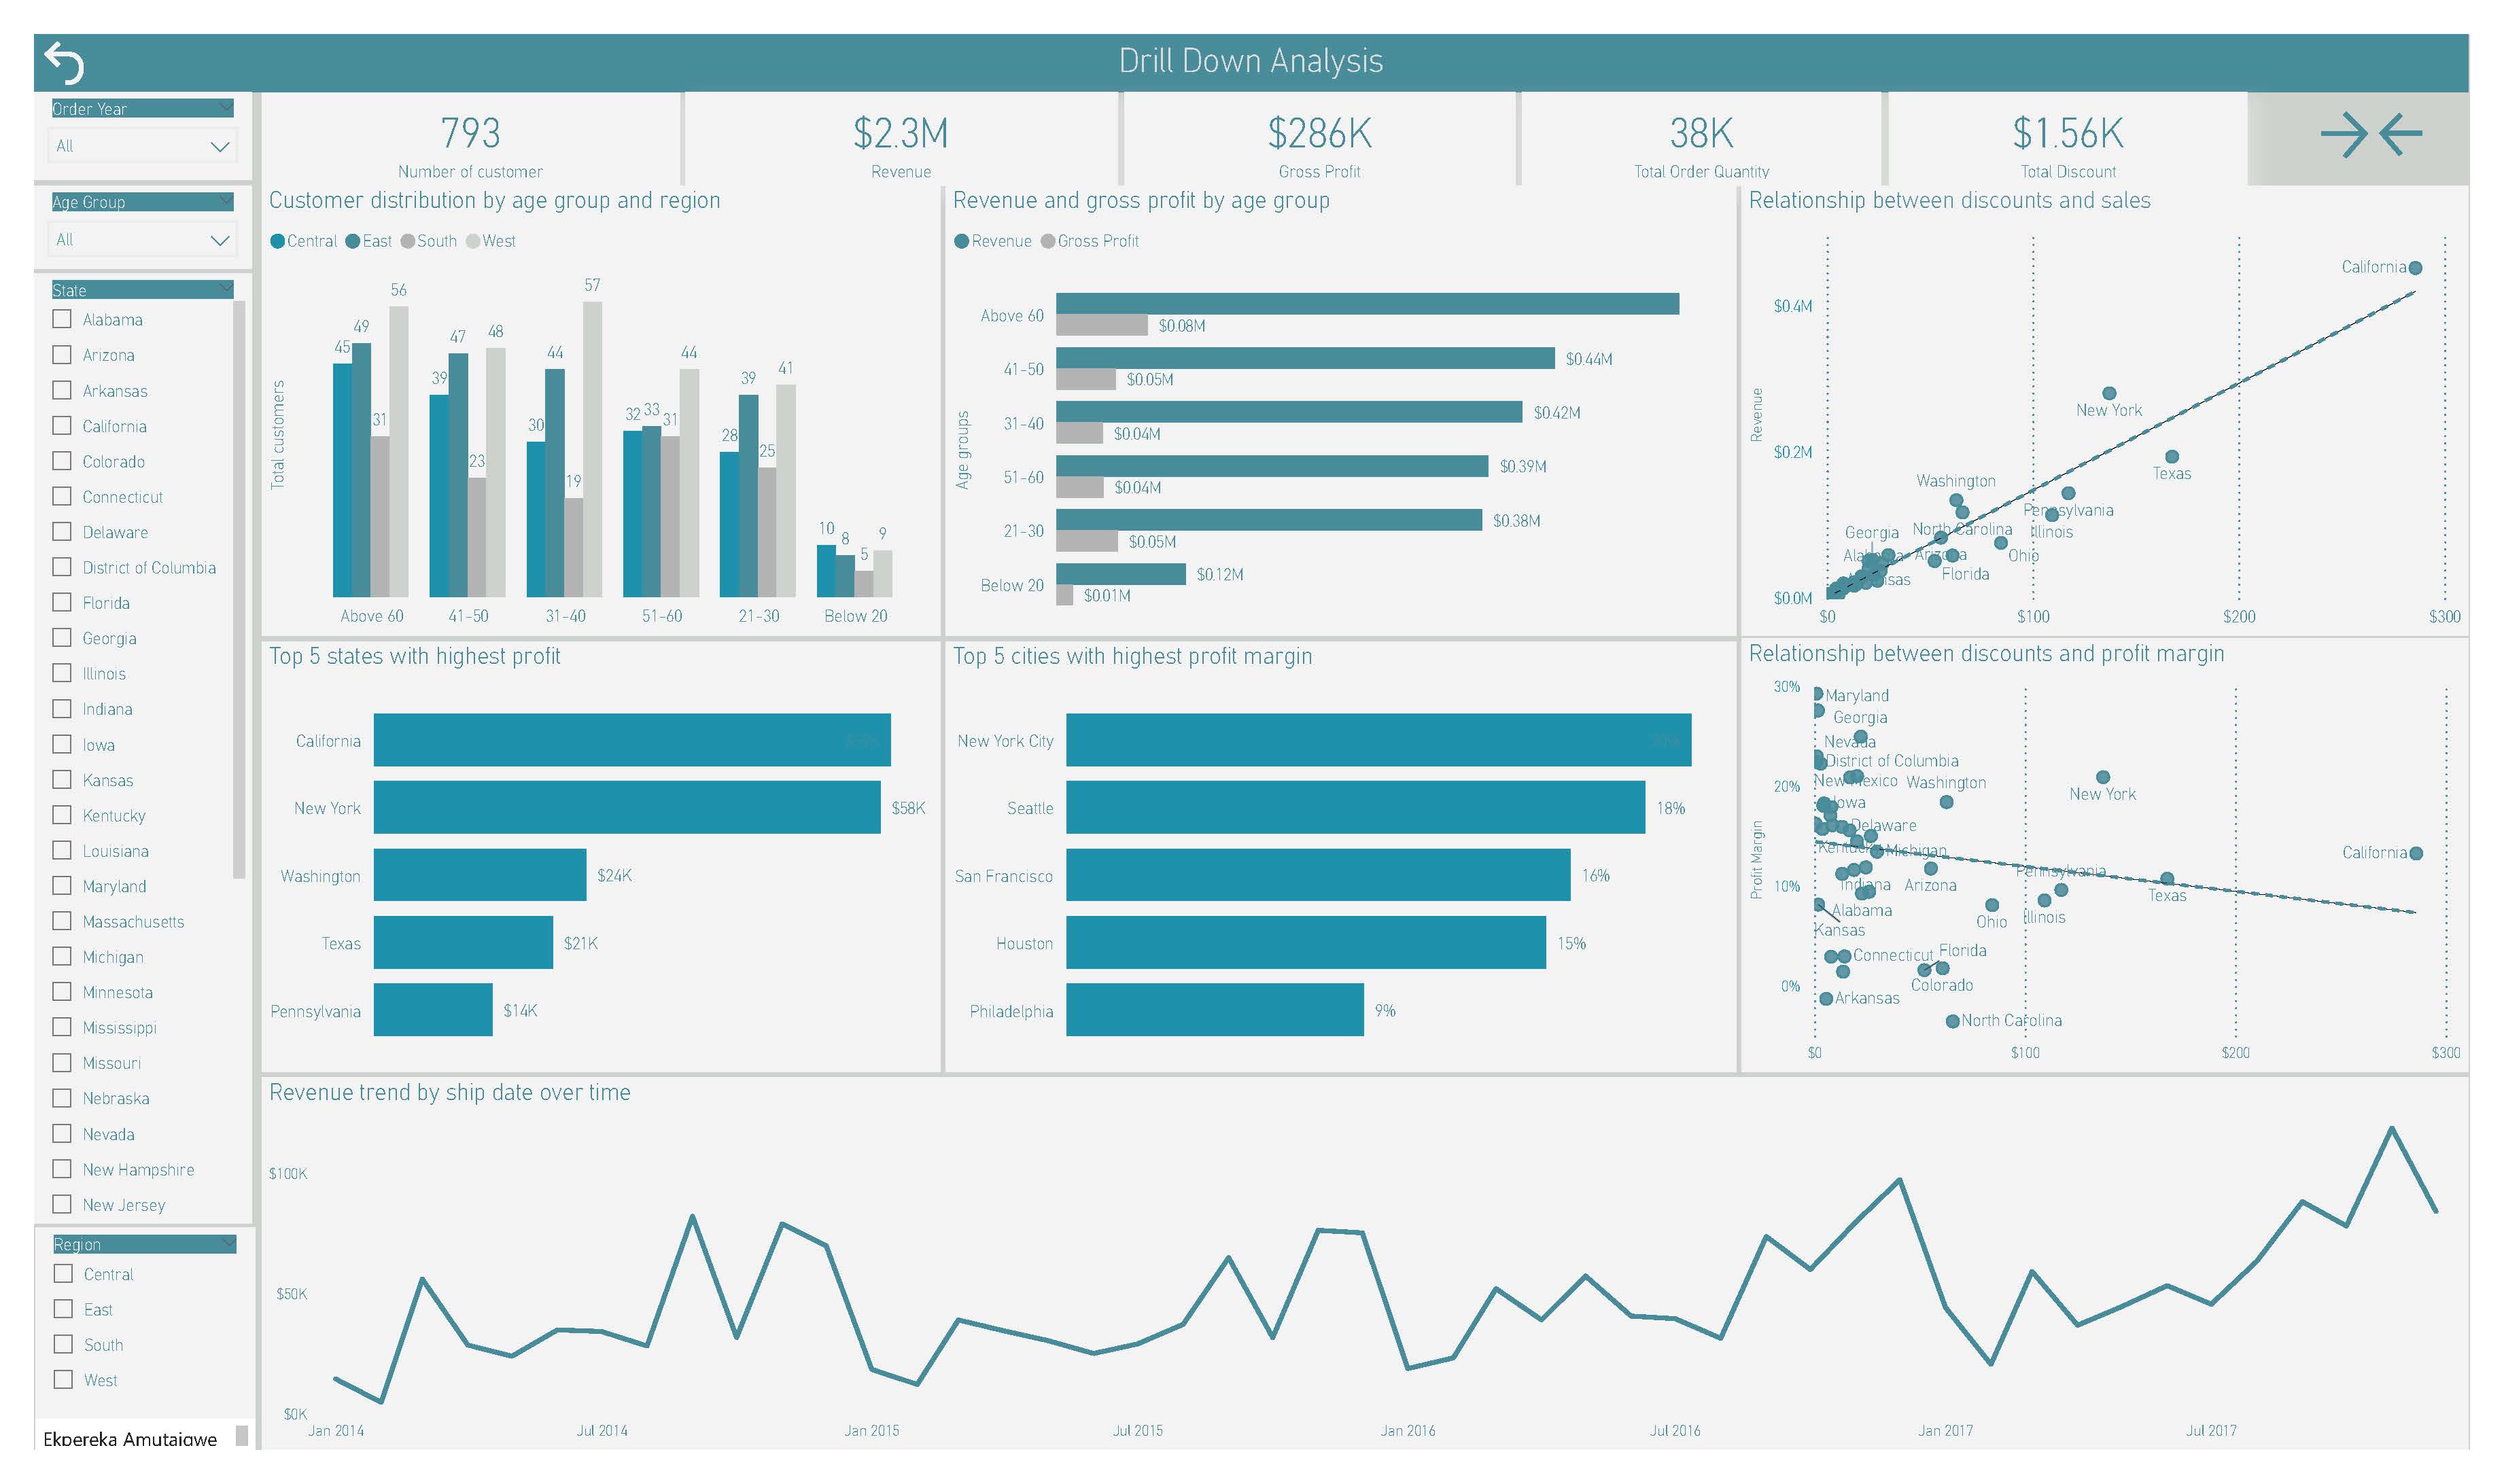 Drill Down Analysis
Order Year
All
Age Group
All
State
Alabama
Arizona
Arkansas
California
Colorado
Connecticut
Delaware
District of Columbia
Florida
Georgia
Illinois
Indiana
Iowa
Kansas
Kentucky
Louisiana
Maryland
Massachusetts
Michigan
Minnesota
Mississippi
Missouri
Nebraska
Nevada
New Hampshire
New Jersey
Region
Central
East
South
West
Ekpereka Amutaigwe
793
Number of customer
$2.3M
Revenue
$286K
Gross Profit
38K
Total Order Quantity
$1.56K
Total Discount
Customer distribution by age group and region
Central East South West
Total customers
45 49 31 56
39 47 23 48
30 44 19 57
32 33 31 44
28 39 25 41
10 8 5 9
Above 60 41-50 31-40 51-60 21-30 Below 20
Revenue and gross profit by age group
Revenue Gross Profit
Age groups
Above 60 $0.08M
41-50 $0.44M $0.05M
31-40 $0.42M $0.04M
51-60 $0.39M $0.04M
21-30 $0.38M $0.05M
Below 20 $0.12M $0.01M
Relationship between discounts and sales
Revenue
$0.4M
$0.2M
$0.0M
California
New York
Texas
Washington
Pennsylvania
Georgia
North Carolina
Illinois
Alabama
Arizona
Ohio
Florida
$0 $100 $200 $300
Top 5 states with highest profit
California
New York $58K
Washington $24K
Texas $21K
Pennsylvania $14K
Top 5 cities with highest profit margin
New York City
Seattle 18%
San Francisco 16%
Houston 15%
Philadelphia 9%
Relationship between discounts and profit margin
Profit Margin
30%
20%
10%
0%
Maryland
Georgia
Nevada
District of Columbia
New Mexico
Washington
New York
Iowa
Delaware
Kentucky
Michigan
California
Pennsylvania
Indiana
Arizona
Texas
Alabama
Ohio
Illinois
Kansas
Connecticut
Florida
Colorado
Arkansas
North Carolina
$0 $100 $200 $300
Revenue trend by ship date over time
$100K
$50K
$0K
Jan 2014 Jul 2014 Jan 2015 Jul 2015 Jan 2016 Jul 2016 Jan 2017 Jul 2017